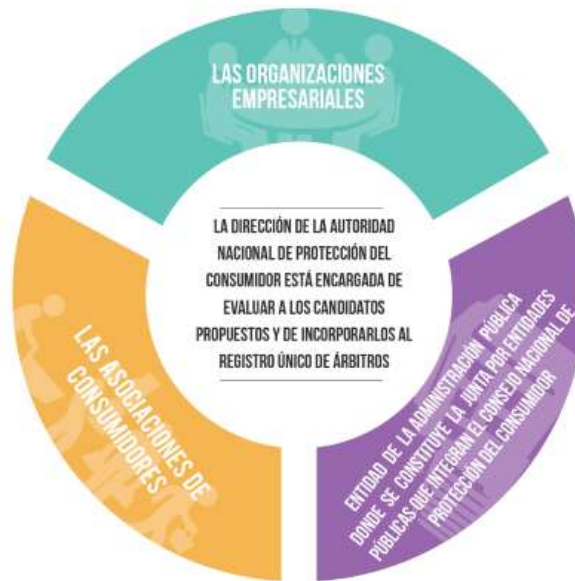 LAS ORGANIZACIONES
EMPRESARIALES
LA DIRECCIÓN DE LA AUTORIDAD
NACIONAL DE PROTECCIÓN DEL
CONSUMIDOR ESTÁ ENCARGADA DE
EVALUAR A LOS CANDIDATOS
PROPUESTOS Y DE INCORPORARLOS AL
REGISTRO ÚNICO DE ÁRBITROS
LAS ASOCIACIONES DE
CONSUMIDORES
ENTIDAD DE LA ADMINISTRACIÓN PÚBLICA
DONDE SE CONSTITUYE LA JUNTA POR ENTIDADES
PÚBLICAS QUE INTEGRAN EL CONSEJO NACIONAL DE
PROTECCIÓN DEL CONSUMIDOR